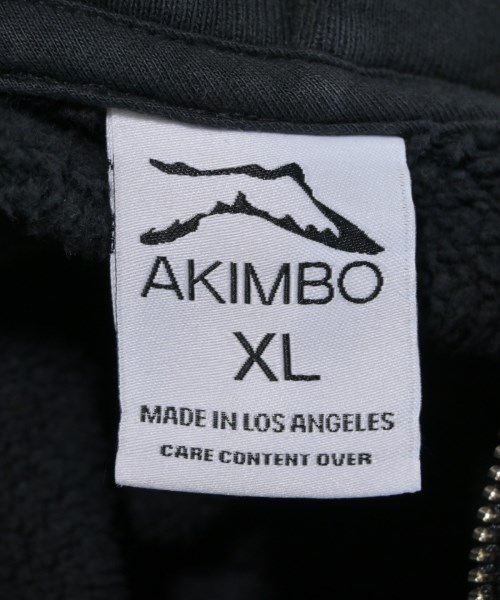 AKIMBO
XL
MADE IN LOS ANGELES
CARE CONTENT OVER